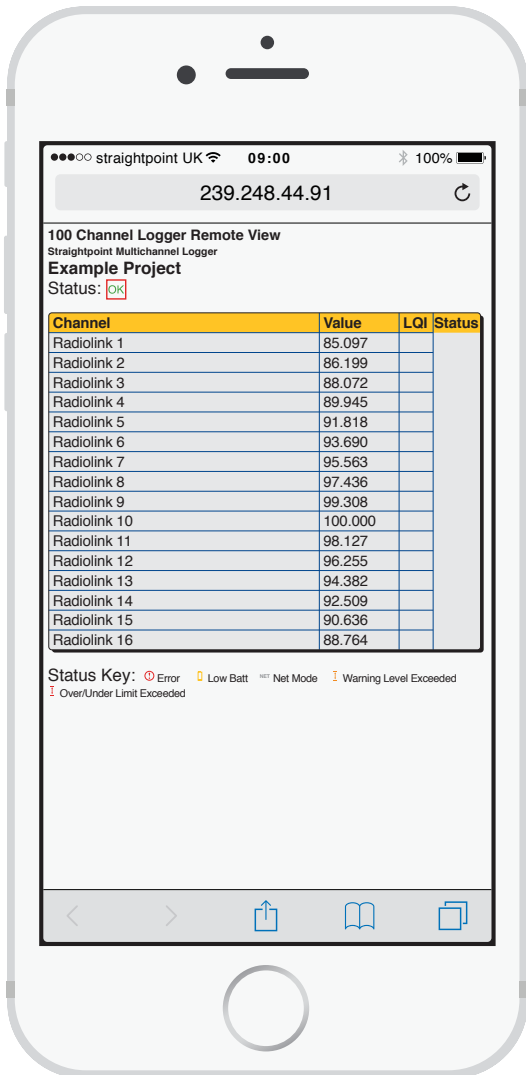 straightpoint UK 09:00 100%
239.248.44.91
100 Channel Logger Remote View
Straightpoint Multichannel Logger
Example Project
Status: OK
Channel Value LQI Status
Radiolink 1 85.097
Radiolink 2 86.199
Radiolink 3 88.072
Radiolink 4 89.945
Radiolink 5 91.818
Radiolink 6 93.690
Radiolink 7 95.563
Radiolink 8 97.436
Radiolink 9 99.308
Radiolink 10 100.000
Radiolink 11 98.127
Radiolink 12 96.255
Radiolink 13 94.382
Radiolink 14 92.509
Radiolink 15 90.636
Radiolink 16 88.764
Status Key: Error Low Batt NET Net Mode Warning Level Exceeded
Over/Under Limit Exceeded